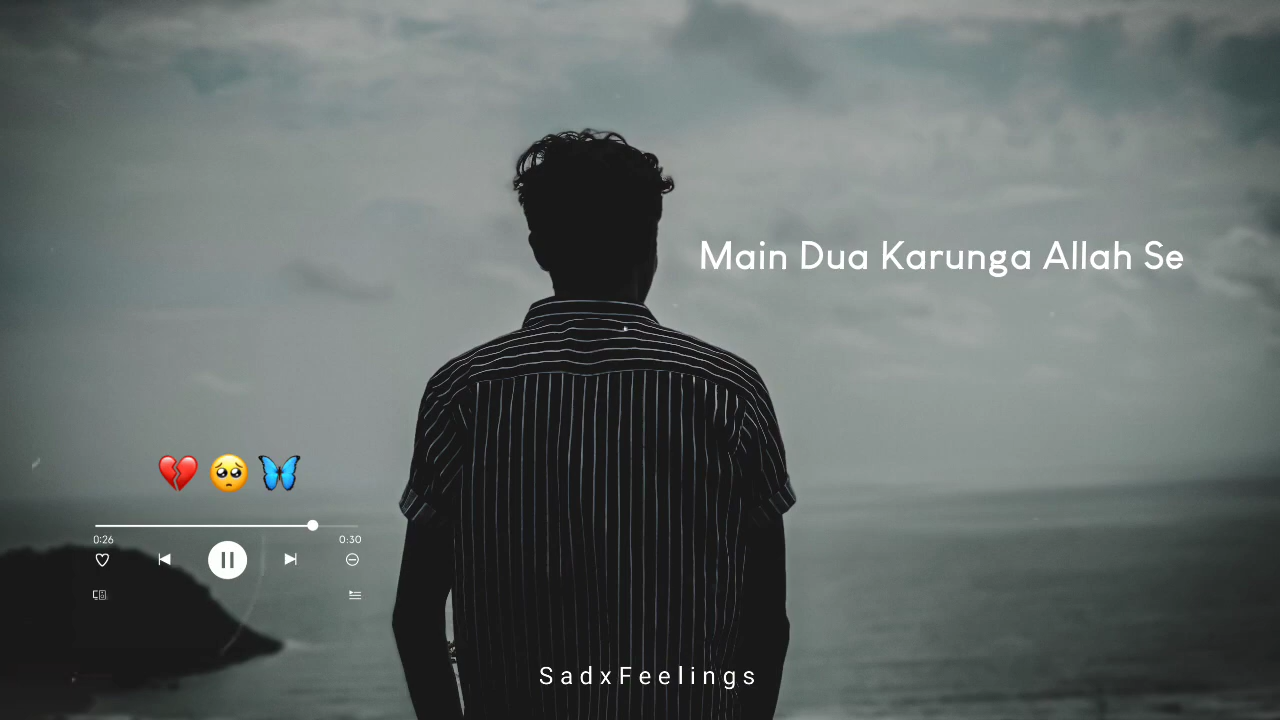 Main Dua Karunga Allah Se
💔 🥺 🦋
0:26 0:30
SadxFeelings